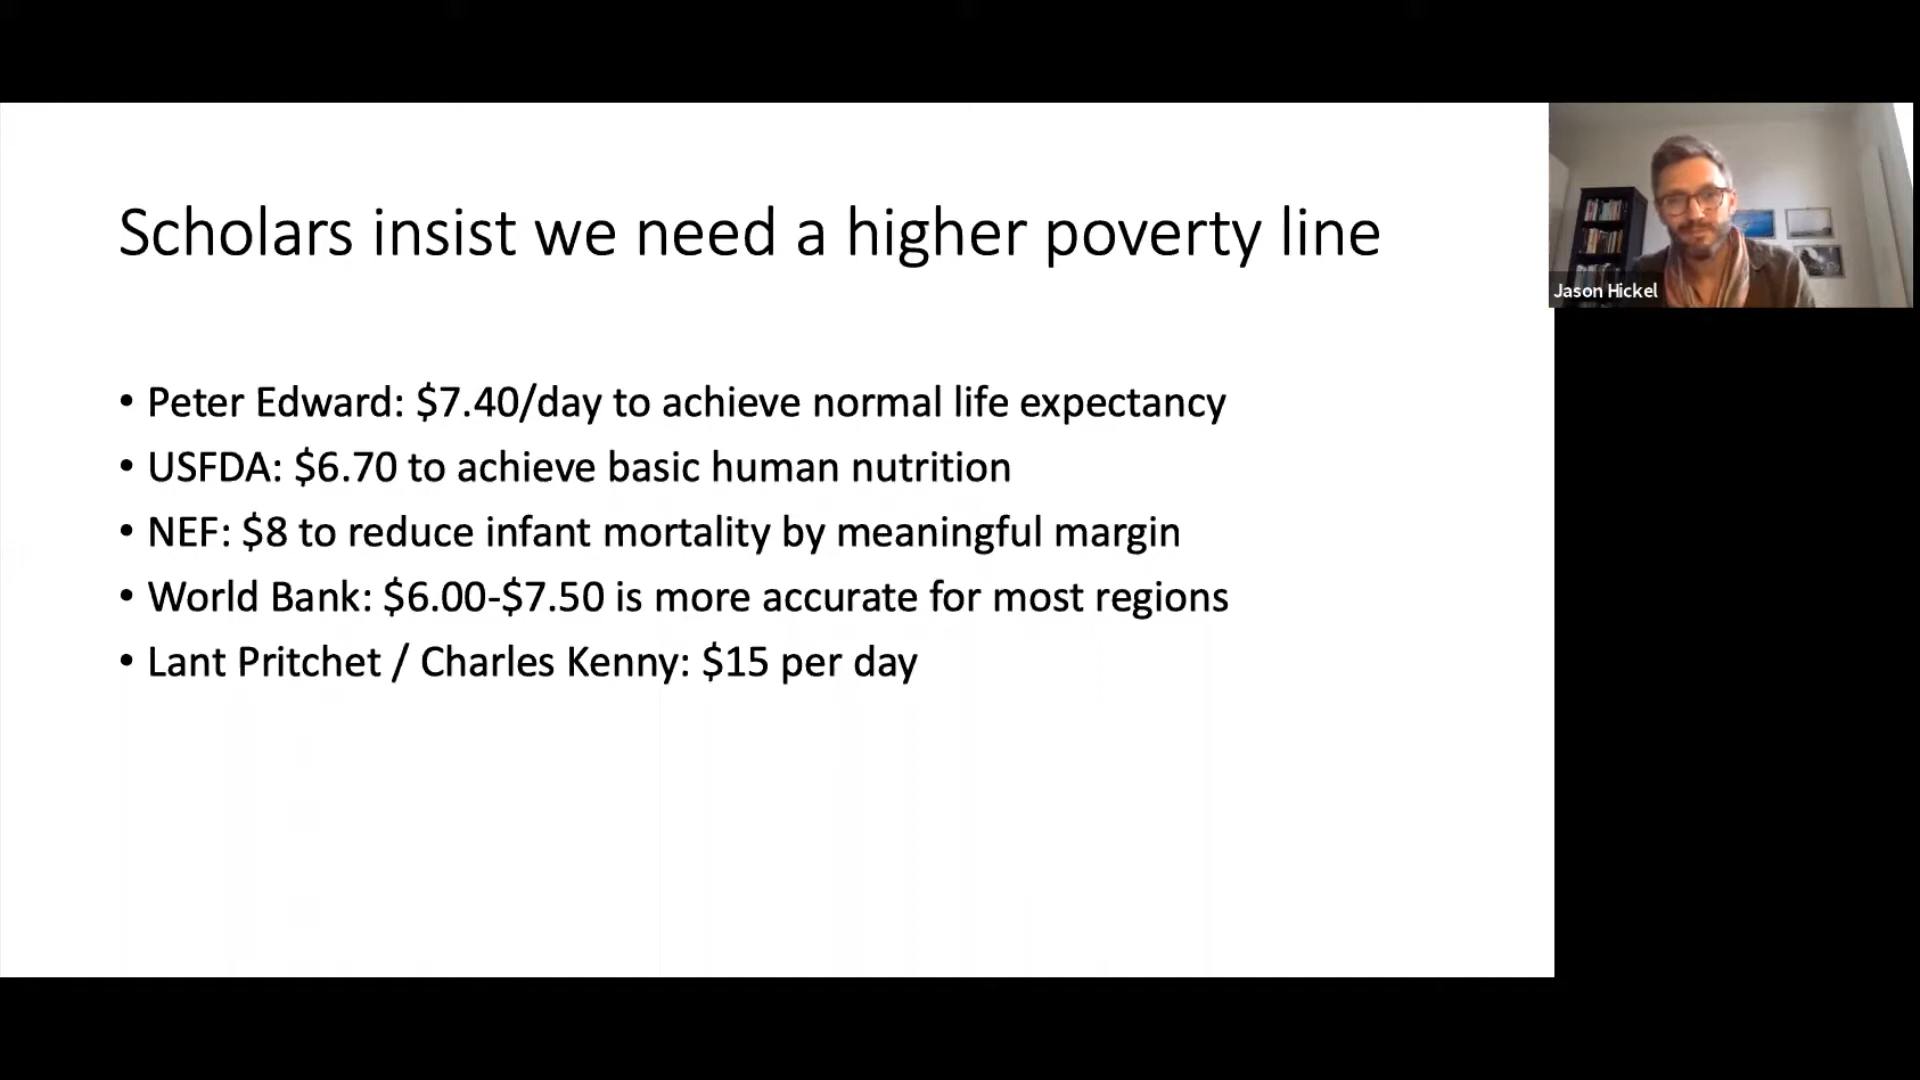 Scholars insist we need a higher poverty line
Jason Hickel
• Peter Edward: $7.40/day to achieve normal life expectancy
• USFDA: $6.70 to achieve basic human nutrition
• NEF: $8 to reduce infant mortality by meaningful margin
• World Bank: $6.00-$7.50 is more accurate for most regions
• Lant Pritchet / Charles Kenny: $15 per day